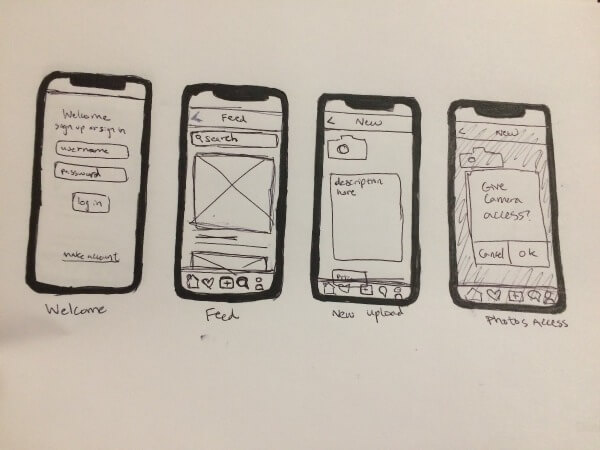 Welcome
sign up or sign in
username
password
log in
make account
Welcome
Feed
search
Feed
New
description
here
New Upload
New
Give
Camera
access?
Cancel
OK
Photos Access